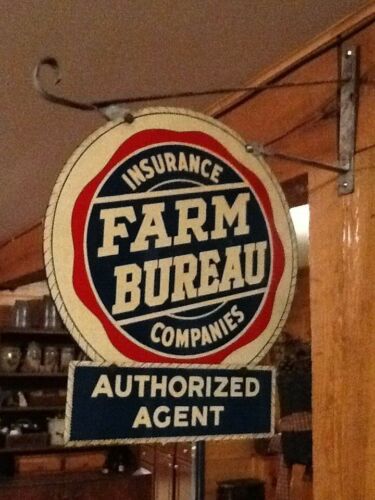 INSURANCE
FARM
BUREAU
COMPANIES
AUTHORIZED
AGENT